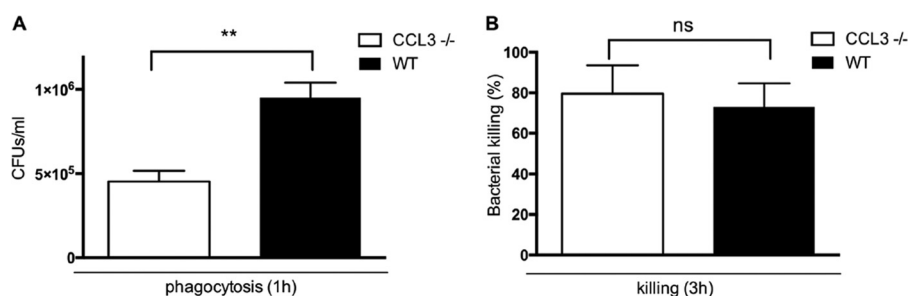 A
**
CCL3 -/-
WT
CFUs/ml
1×10⁶
5×10⁵
0
phagocytosis (1h)
B
ns
CCL3 -/-
WT
Bacterial killing (%)
100
80
60
40
20
0
killing (3h)